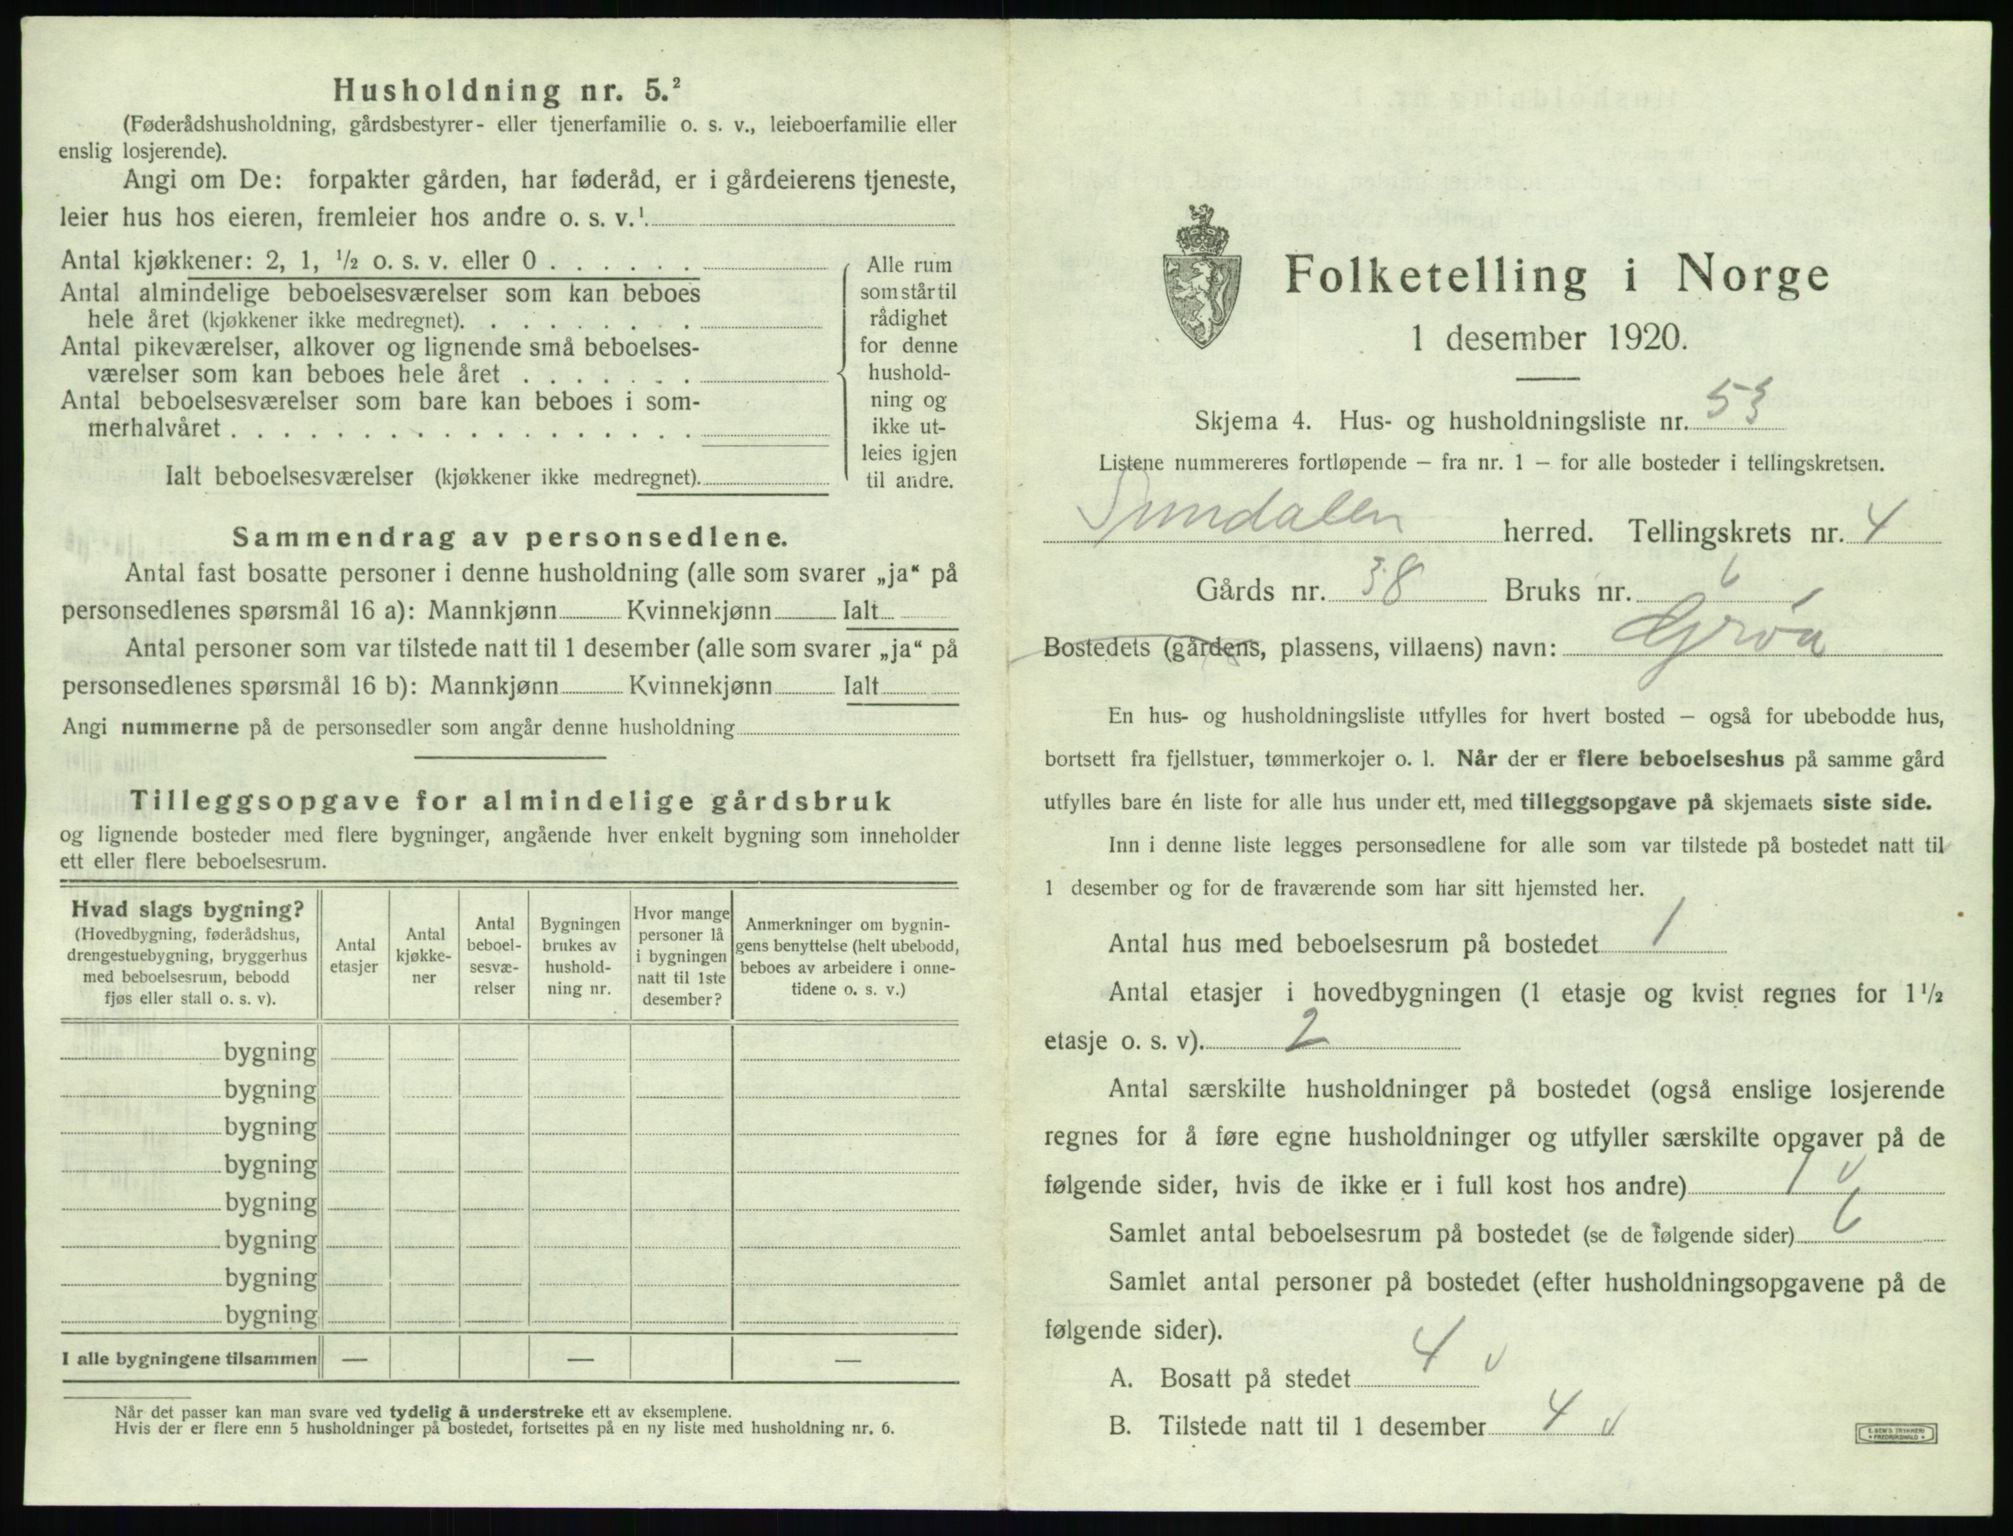 Husholdning nr. 5.²
(Føderådshusholdning, gårdsbestyrer- eller tjenerfamilie o. s. v., leieboerfamilie eller
enslig losjerende).
Angi om De: forpakter gården, har føderåd, er i gårdeierens tjeneste,
leier hus hos eieren, fremleier hos andre o. s. v.¹
Antal kjøkkener: 2, 1, ½ o. s. v. eller 0 . . . . . .
Antal almindelige beboelsesværelser som kan beboes
hele året (kjøkkener ikke medregnet). . . . . . . . .
Antal pikeværelser, alkover og lignende små beboelses-
værelser som kan beboes hele året . . . . . . .
Antal beboelsesværelser som bare kan beboes i som-
merhalvåret . . . . . . . . . . . . . . . . . .
Ialt beboelsesværelser (kjøkkener ikke medregnet).
Alle rum
som står til
rådighet
for denne
hushold-
ning og
ikke ut-
leies igjen
til andre.
Sammendrag av personsedlene.
Antal fast bosatte personer i denne husholdning (alle som svarer „ja“ på
personsedlenes spørsmål 16 a): Mannkjønn Kvinnekjønn Ialt
Antal personer som var tilstede natt til 1 desember (alle som svarer „ja“ på
personsedlenes spørsmål 16 b): Mannkjønn Kvinnekjønn Ialt
Angi nummerne på de personsedler som angår denne husholdning
Tilleggsopgave for almindelige gårdsbruk
og lignende bosteder med flere bygninger, angående hver enkelt bygning som inneholder
ett eller flere beboelsesrum.
Hvad slags bygning?
(Hovedbygning, føderådshus,
drengestuebygning, bryggerhus
med beboelsesrum, bebodd
fjøs eller stall o. s. v).
Antal
etasjer
Antal
kjøkke-
ner
Antal
beboel-
sesvæ-
relser
Bygningen
brukes av
hushold-
ning nr.
Hvor mange
personer lå
i bygningen
natt til 1ste
desember?
Anmerkninger om bygnin-
gens benyttelse (helt ubebodd,
beboes av arbeidere i onne-
tidene o. s. v.)
bygning
bygning
bygning
bygning
bygning
bygning
bygning
bygning
I alle bygningene tilsammen — — —
Når det passer kan man svare ved tydelig å understreke ett av eksemplene.
Hvis der er flere enn 5 husholdninger på bostedet, fortsettes på en ny liste med husholdning nr. 6.
Folketelling i Norge
1 desember 1920.
Skjema 4. Hus- og husholdningsliste nr. 53
Listene nummereres fortløpende — fra nr. 1 — for alle bosteder i tellingskretsen.
Sundalen herred. Tellingskrets nr. 4
Gårds nr. 38 Bruks nr. 6
Bostedets (gårdens, plassens, villaens) navn: Grøa
En hus- og husholdningsliste utfylles for hvert bosted — også for ubebodde hus,
bortsett fra fjellstuer, tømmerkojer o. l. Når der er flere beboelseshus på samme gård
utfylles bare én liste for alle hus under ett, med tilleggsopgave på skjemaets siste side.
Inn i denne liste legges personsedlene for alle som var tilstede på bostedet natt til
1 desember og for de fraværende som har sitt hjemsted her.
Antal hus med beboelsesrum på bostedet 1
Antal etasjer i hovedbygningen (1 etasje og kvist regnes for 1½
etasje o. s. v). 2
Antal særskilte husholdninger på bostedet (også enslige losjerende
regnes for å føre egne husholdninger og utfyller særskilte opgaver på de
følgende sider, hvis de ikke er i full kost hos andre) 1 v
Samlet antal beboelsesrum på bostedet (se de følgende sider) 6
Samlet antal personer på bostedet (efter husholdningsopgavene på de
følgende sider).
A. Bosatt på stedet 4 v
B. Tilstede natt til 1 desember 4 v
E. SEM'S TRYKKERI
FREDRIKSHALD